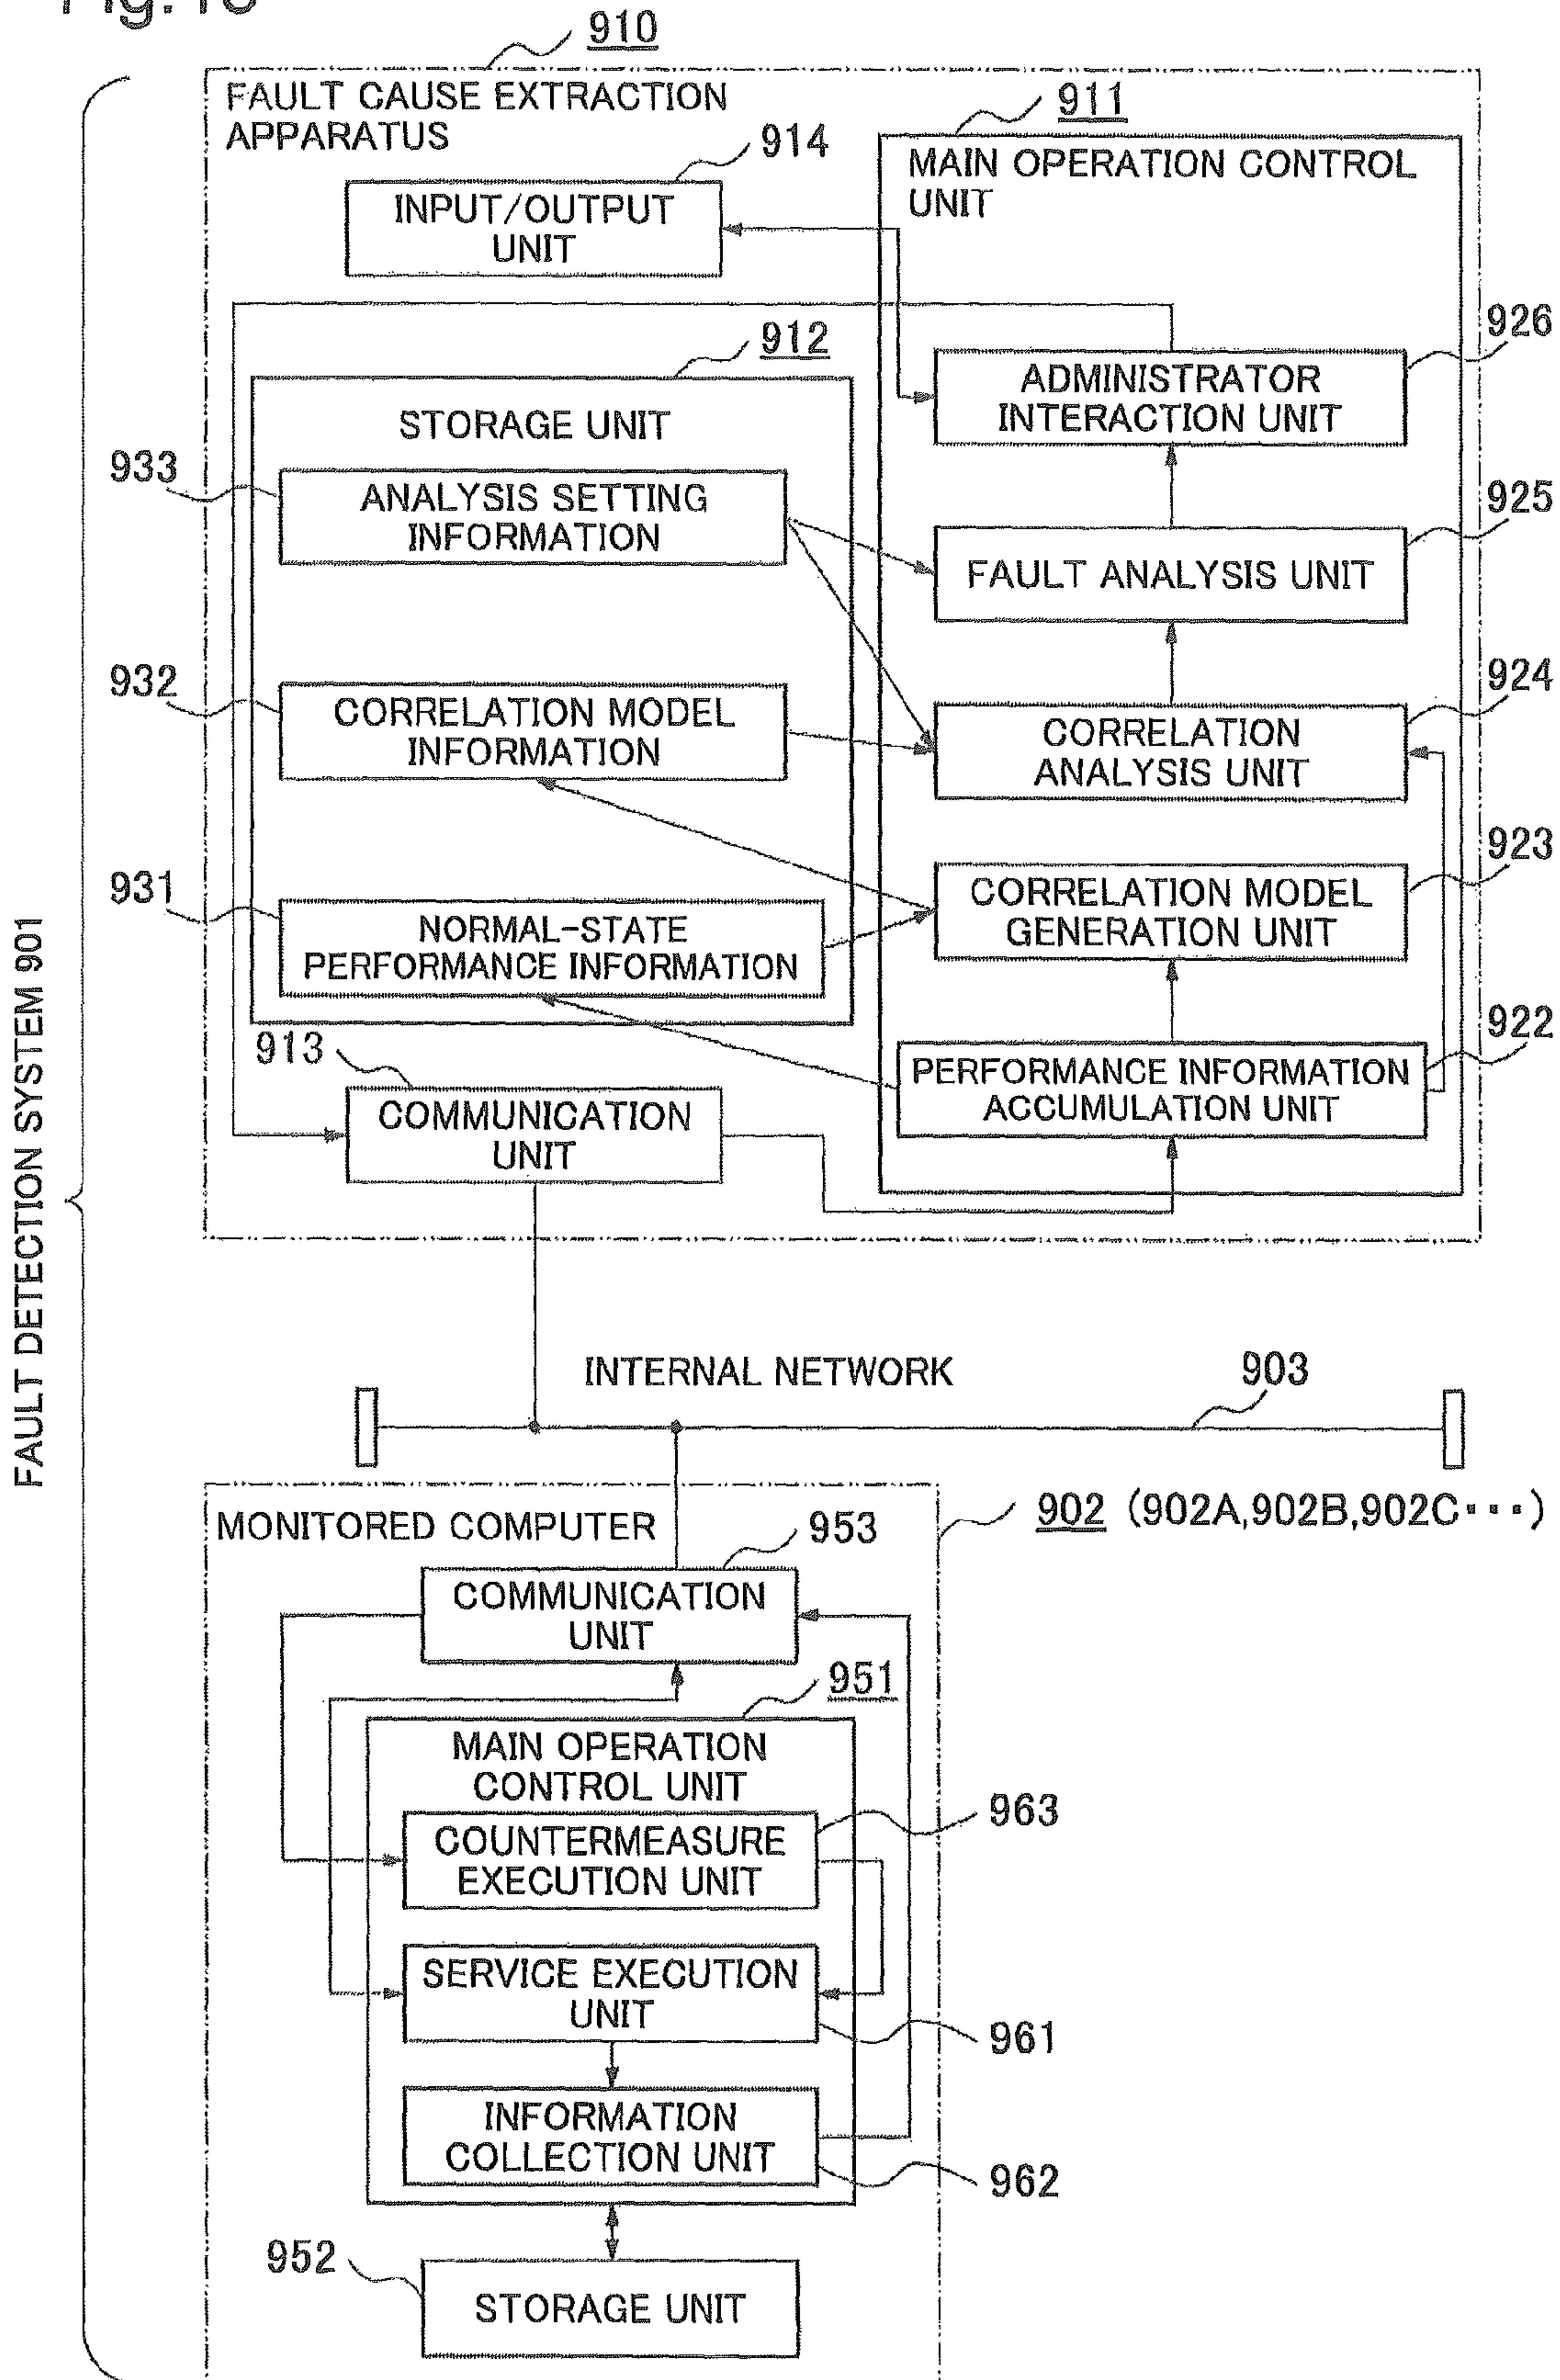 910
FAULT CAUSE EXTRACTION
APPARATUS
911
914
MAIN OPERATION CONTROL
UNIT
INPUT/OUTPUT
UNIT
926
912
ADMINISTRATOR
INTERACTION UNIT
STORAGE UNIT
933
ANALYSIS SETTING
INFORMATION
925
FAULT ANALYSIS UNIT
932
CORRELATION MODEL
INFORMATION
924
CORRELATION
ANALYSIS UNIT
923
931
CORRELATION MODEL
GENERATION UNIT
NORMAL-STATE
PERFORMANCE INFORMATION
922
913
PERFORMANCE INFORMATION
ACCUMULATION UNIT
COMMUNICATION
UNIT
FAULT DETECTION SYSTEM 901
INTERNAL NETWORK
903
902 (902A,902B,902C···)
MONITORED COMPUTER
953
COMMUNICATION
UNIT
951
MAIN OPERATION
CONTROL UNIT
963
COUNTERMEASURE
EXECUTION UNIT
SERVICE EXECUTION
UNIT
961
INFORMATION
COLLECTION UNIT
962
952
STORAGE UNIT